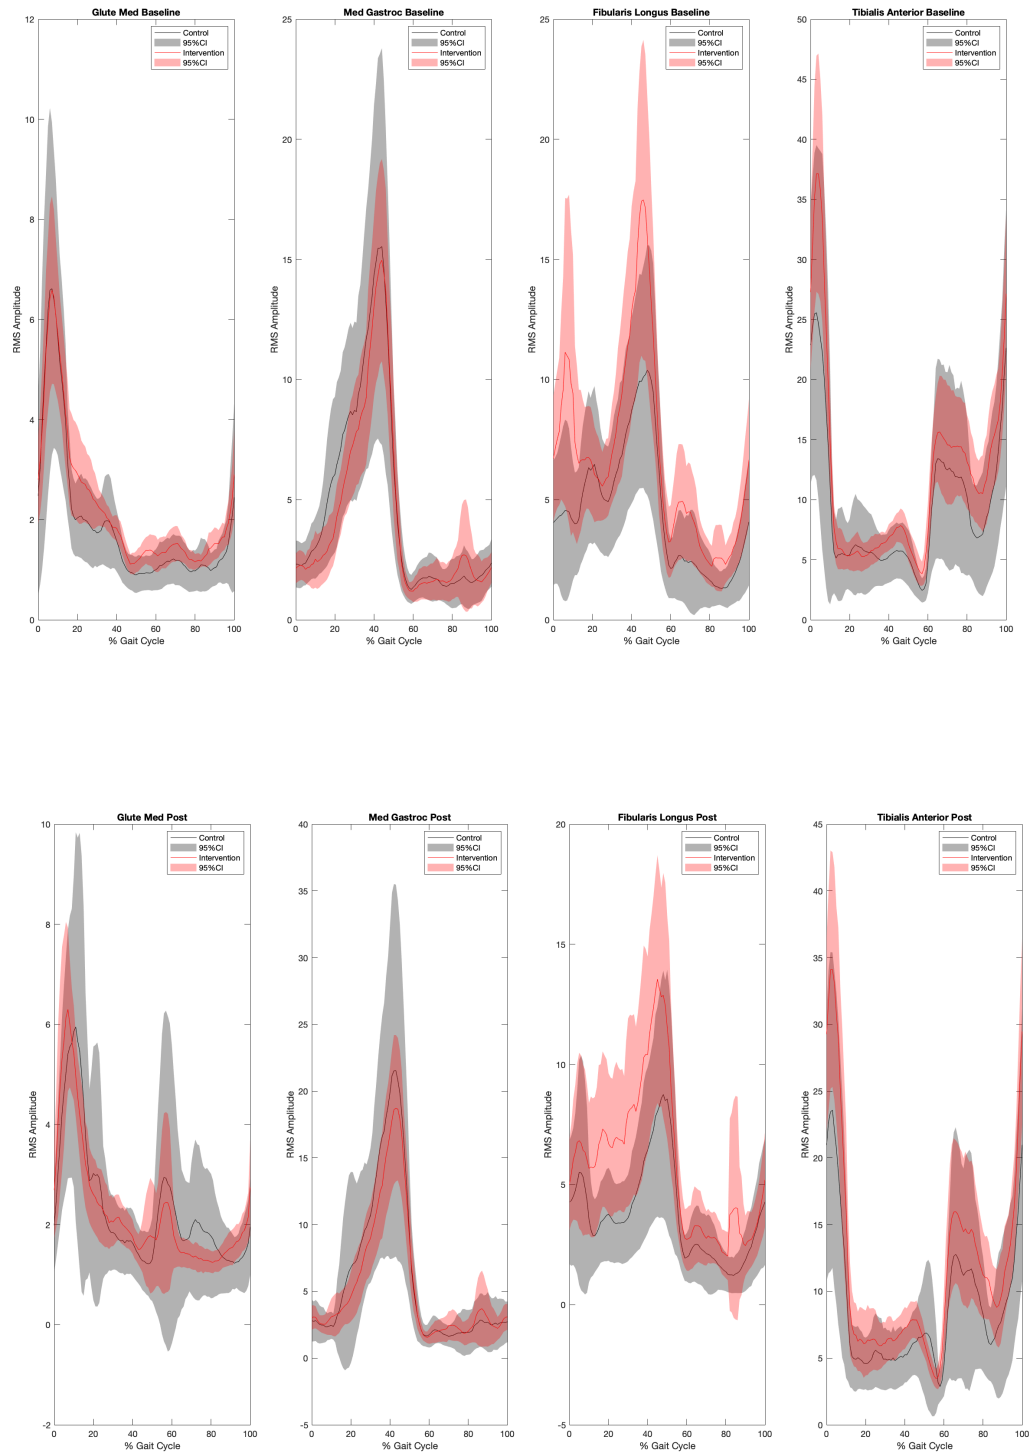 Glute Med Baseline
12
10
8
6
4
2
0
0 20 40 60 80 100
RMS Amplitude
% Gait Cycle
Control
95%CI
Intervention
95%CI
Med Gastroc Baseline
25
20
15
10
5
0
0 20 40 60 80 100
RMS Amplitude
% Gait Cycle
Control
95%CI
Intervention
95%CI
Fibularis Longus Baseline
25
20
15
10
5
0
0 20 40 60 80 100
RMS Amplitude
% Gait Cycle
Control
95%CI
Intervention
95%CI
Tibialis Anterior Baseline
50
45
40
35
30
25
20
15
10
5
0
0 20 40 60 80 100
RMS Amplitude
% Gait Cycle
Control
95%CI
Intervention
95%CI
Glute Med Post
10
8
6
4
2
0
-2
0 20 40 60 80 100
RMS Amplitude
% Gait Cycle
Control
95%CI
Intervention
95%CI
Med Gastroc Post
40
35
30
25
20
15
10
5
0
-5
0 20 40 60 80 100
RMS Amplitude
% Gait Cycle
Control
95%CI
Intervention
95%CI
Fibularis Longus Post
20
15
10
5
0
-5
0 20 40 60 80 100
RMS Amplitude
% Gait Cycle
Control
95%CI
Intervention
95%CI
Tibialis Anterior Post
45
40
35
30
25
20
15
10
5
0
0 20 40 60 80 100
RMS Amplitude
% Gait Cycle
Control
95%CI
Intervention
95%CI